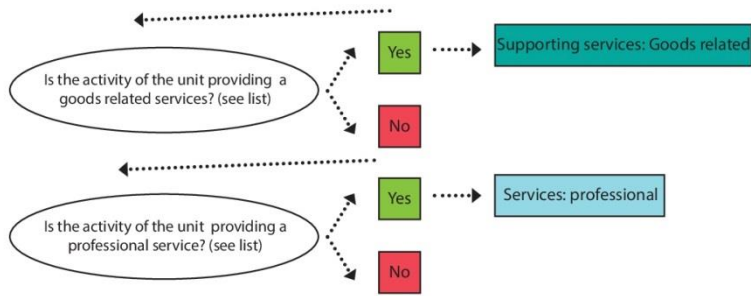 Yes
Supporting services: Goods related
Is the activity of the unit providing a
goods related services? (see list)
No
Yes
Services: professional
Is the activity of the unit providing a
professional service? (see list)
No